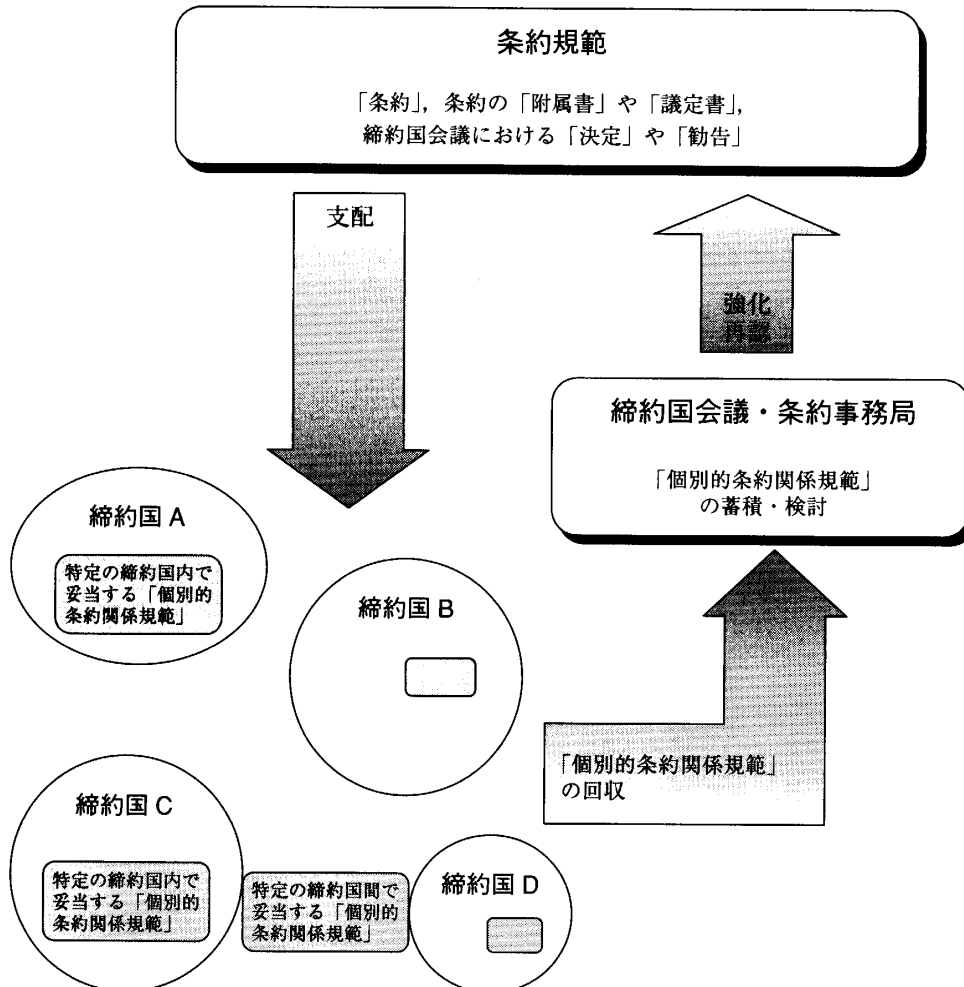 条約規範
「条約」，条約の「附属書」や「議定書」，
締約国会議における「決定」や「勧告」
支配
強化
再認
締約国会議・条約事務局
「個別的条約関係規範」
の蓄積・検討
締約国 A
特定の締約国内で
妥当する「個別的
条約関係規範」
締約国 B
「個別的条約関係規範」
の回収
締約国 C
特定の締約国内で
妥当する「個別的
条約関係規範」
特定の締約国間で
妥当する「個別的
条約関係規範」
締約国 D